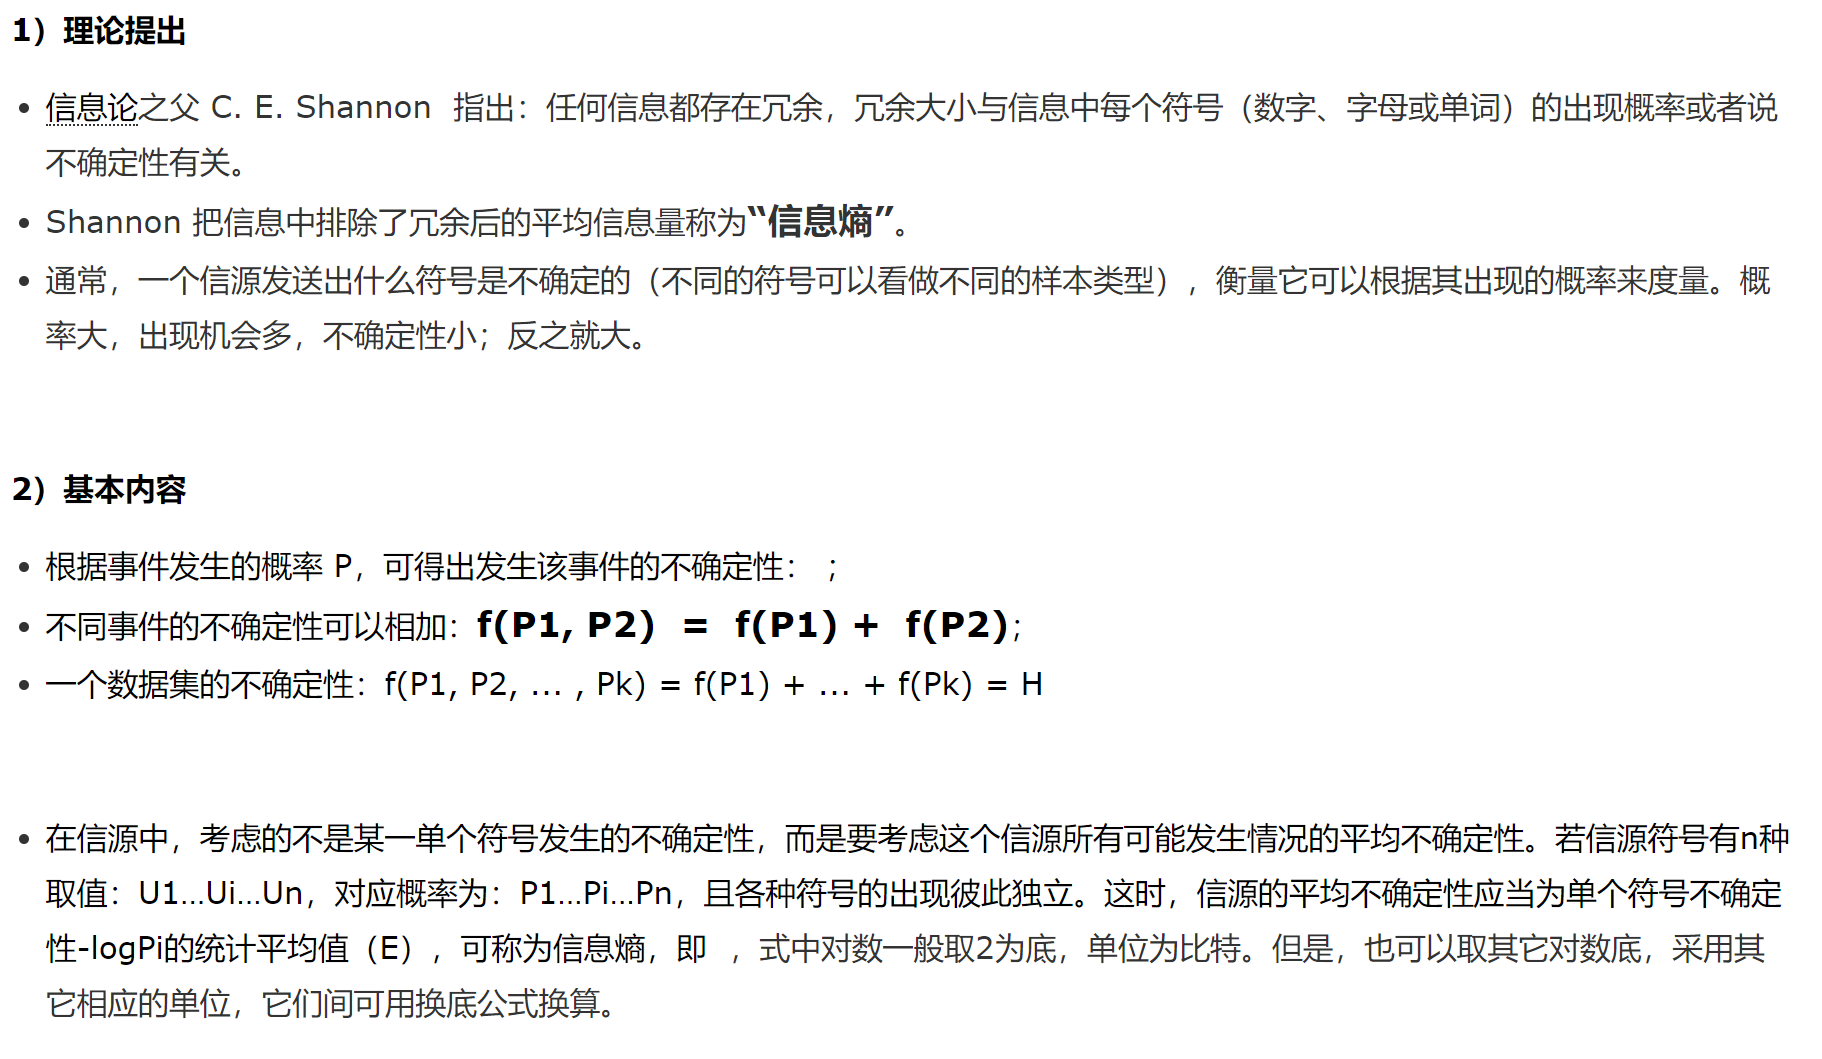 1）理论提出
信息论之父 C. E. Shannon  指出：任何信息都存在冗余，冗余大小与信息中每个符号（数字、字母或单词）的出现概率或者说
不确定性有关。
Shannon 把信息中排除了冗余后的平均信息量称为“信息熵”。
通常，一个信源发送出什么符号是不确定的（不同的符号可以看做不同的样本类型），衡量它可以根据其出现的概率来度量。概
率大，出现机会多，不确定性小；反之就大。
2）基本内容
根据事件发生的概率 P，可得出发生该事件的不确定性： ；
不同事件的不确定性可以相加：f(P1, P2)  =  f(P1) +  f(P2)；
一个数据集的不确定性：f(P1, P2, ... , Pk) = f(P1) + ... + f(Pk) = H
在信源中，考虑的不是某一单个符号发生的不确定性，而是要考虑这个信源所有可能发生情况的平均不确定性。若信源符号有n种
取值：U1…Ui…Un，对应概率为：P1…Pi…Pn，且各种符号的出现彼此独立。这时，信源的平均不确定性应当为单个符号不确定
性-logPi的统计平均值（E），可称为信息熵，即  ，式中对数一般取2为底，单位为比特。但是，也可以取其它对数底，采用其
它相应的单位，它们间可用换底公式换算。